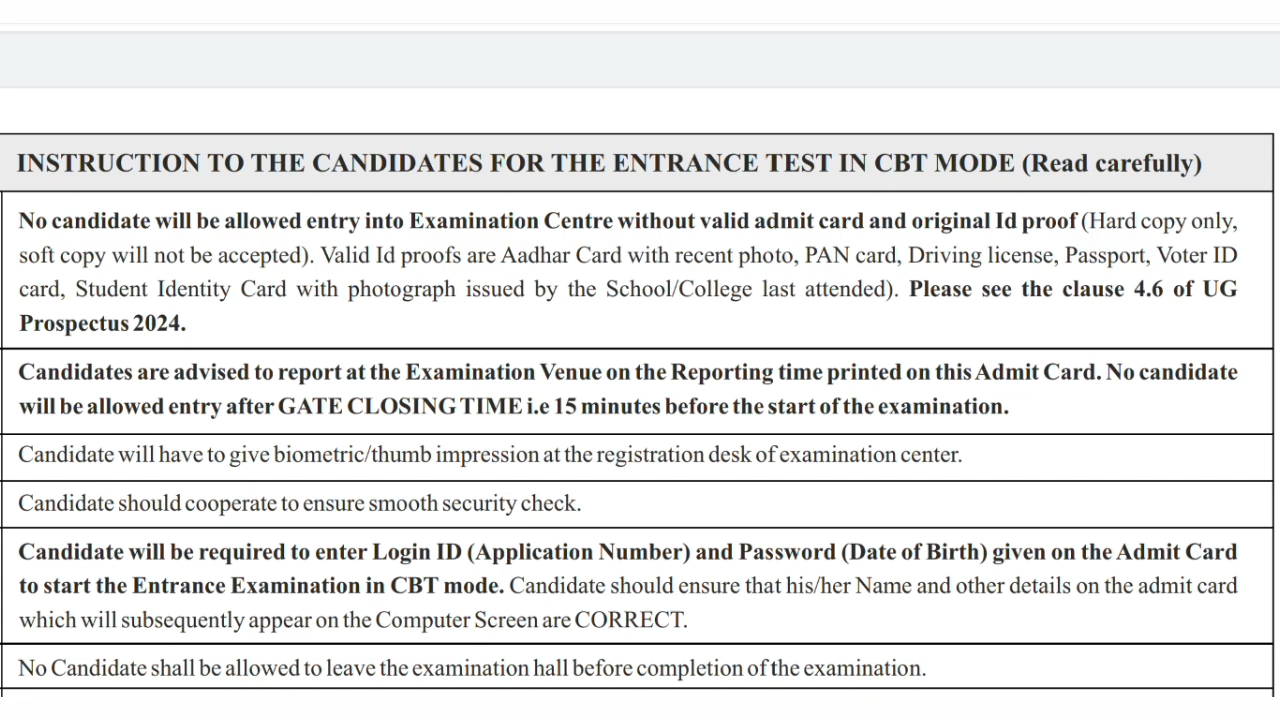 INSTRUCTION TO THE CANDIDATES FOR THE ENTRANCE TEST IN CBT MODE (Read carefully)
No candidate will be allowed entry into Examination Centre without valid admit card and original Id proof (Hard copy only,
soft copy will not be accepted). Valid Id proofs are Aadhar Card with recent photo, PAN card, Driving license, Passport, Voter ID
card, Student Identity Card with photograph issued by the School/College last attended). Please see the clause 4.6 of UG
Prospectus 2024.
Candidates are advised to report at the Examination Venue on the Reporting time printed on this Admit Card. No candidate
will be allowed entry after GATE CLOSING TIME i.e 15 minutes before the start of the examination.
Candidate will have to give biometric/thumb impression at the registration desk of examination center.
Candidate should cooperate to ensure smooth security check.
Candidate will be required to enter Login ID (Application Number) and Password (Date of Birth) given on the Admit Card
to start the Entrance Examination in CBT mode. Candidate should ensure that his/her Name and other details on the admit card
which will subsequently appear on the Computer Screen are CORRECT.
No Candidate shall be allowed to leave the examination hall before completion of the examination.